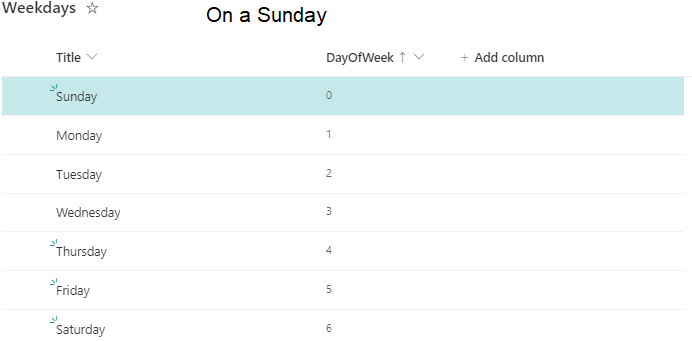 Weekdays
On a Sunday
Title DayOfWeek + Add column
Sunday 0
Monday 1
Tuesday 2
Wednesday 3
Thursday 4
Friday 5
Saturday 6